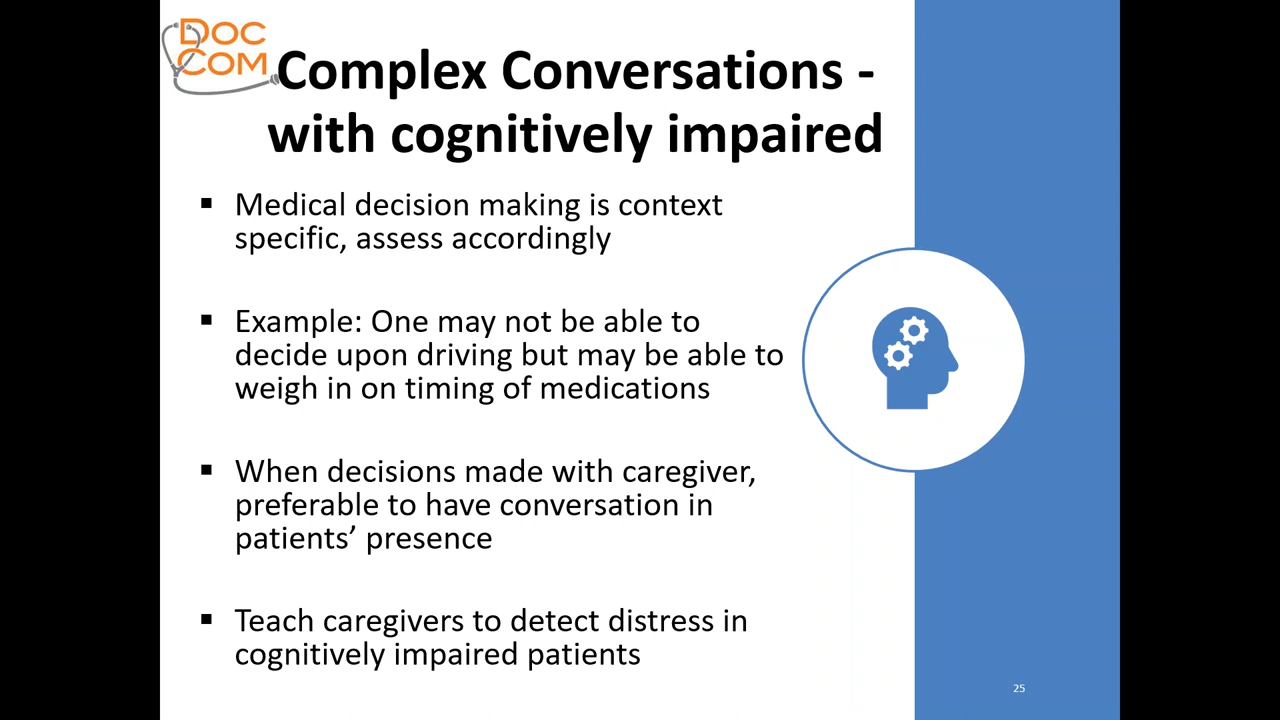 DOC
COM
Complex Conversations -
with cognitively impaired
▪ Medical decision making is context
specific, assess accordingly
▪ Example: One may not be able to
decide upon driving but may be able to
weigh in on timing of medications
▪ When decisions made with caregiver,
preferable to have conversation in
patients’ presence
▪ Teach caregivers to detect distress in
cognitively impaired patients
25